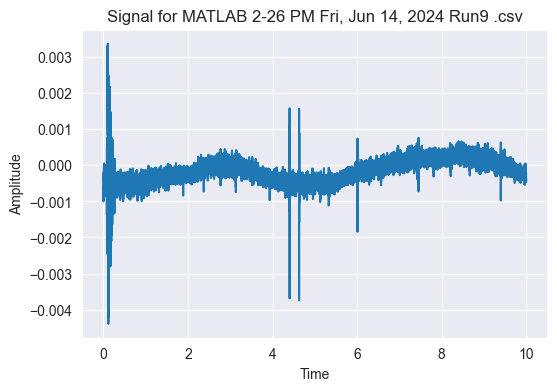 Signal for MATLAB 2-26 PM Fri, Jun 14, 2024 Run9 .csv
0.003
0.002
0.001
0.000
−0.001
−0.002
−0.003
−0.004
Amplitude
0 2 4 6 8 10
Time